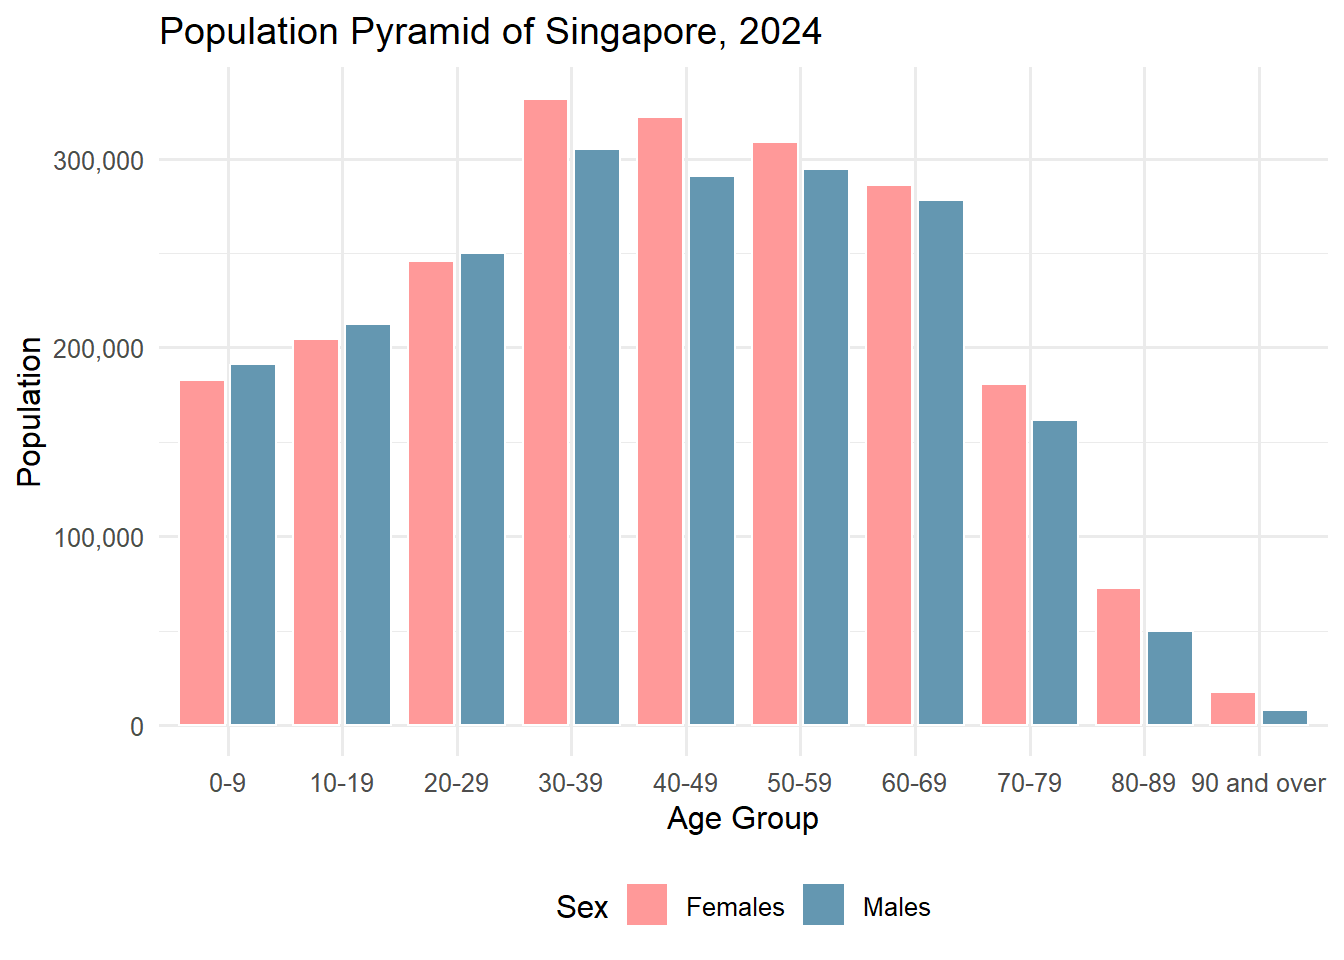 Population Pyramid of Singapore, 2024
Population
300,000
200,000
100,000
0
0-9 10-19 20-29 30-39 40-49 50-59 60-69 70-79 80-89 90 and over
Age Group
Sex Females Males